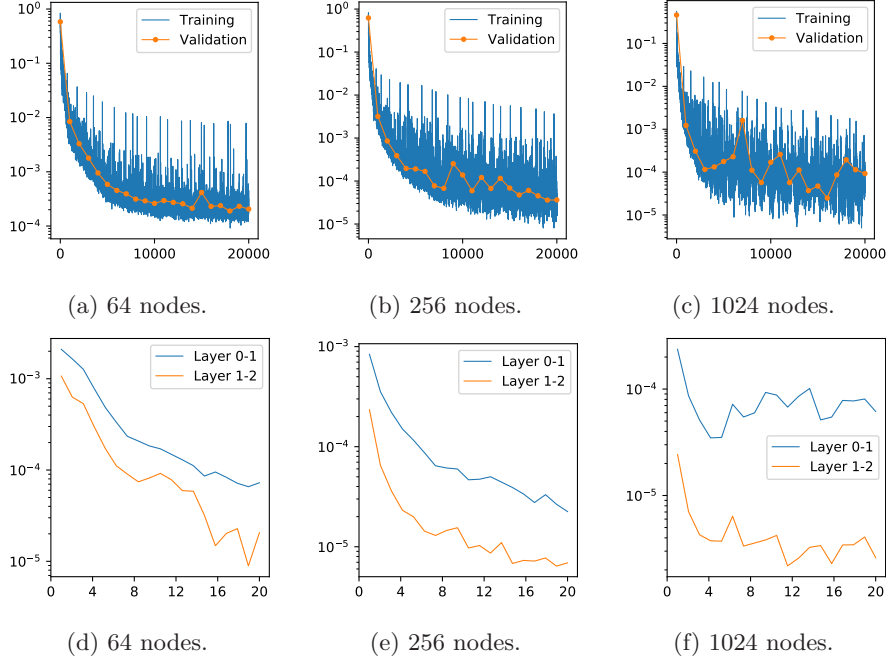 Training
Validation
10⁰
10⁻¹
10⁻²
10⁻³
10⁻⁴
0 10000 20000
(a) 64 nodes.
Training
Validation
10⁰
10⁻¹
10⁻²
10⁻³
10⁻⁴
10⁻⁵
0 10000 20000
(b) 256 nodes.
Training
Validation
10⁻¹
10⁻²
10⁻³
10⁻⁴
10⁻⁵
0 10000 20000
(c) 1024 nodes.
Layer 0-1
Layer 1-2
10⁻³
10⁻⁴
10⁻⁵
0 4 8 12 16 20
(d) 64 nodes.
Layer 0-1
Layer 1-2
10⁻³
10⁻⁴
10⁻⁵
0 4 8 12 16 20
(e) 256 nodes.
10⁻⁴
Layer 0-1
Layer 1-2
10⁻⁵
0 4 8 12 16 20
(f) 1024 nodes.